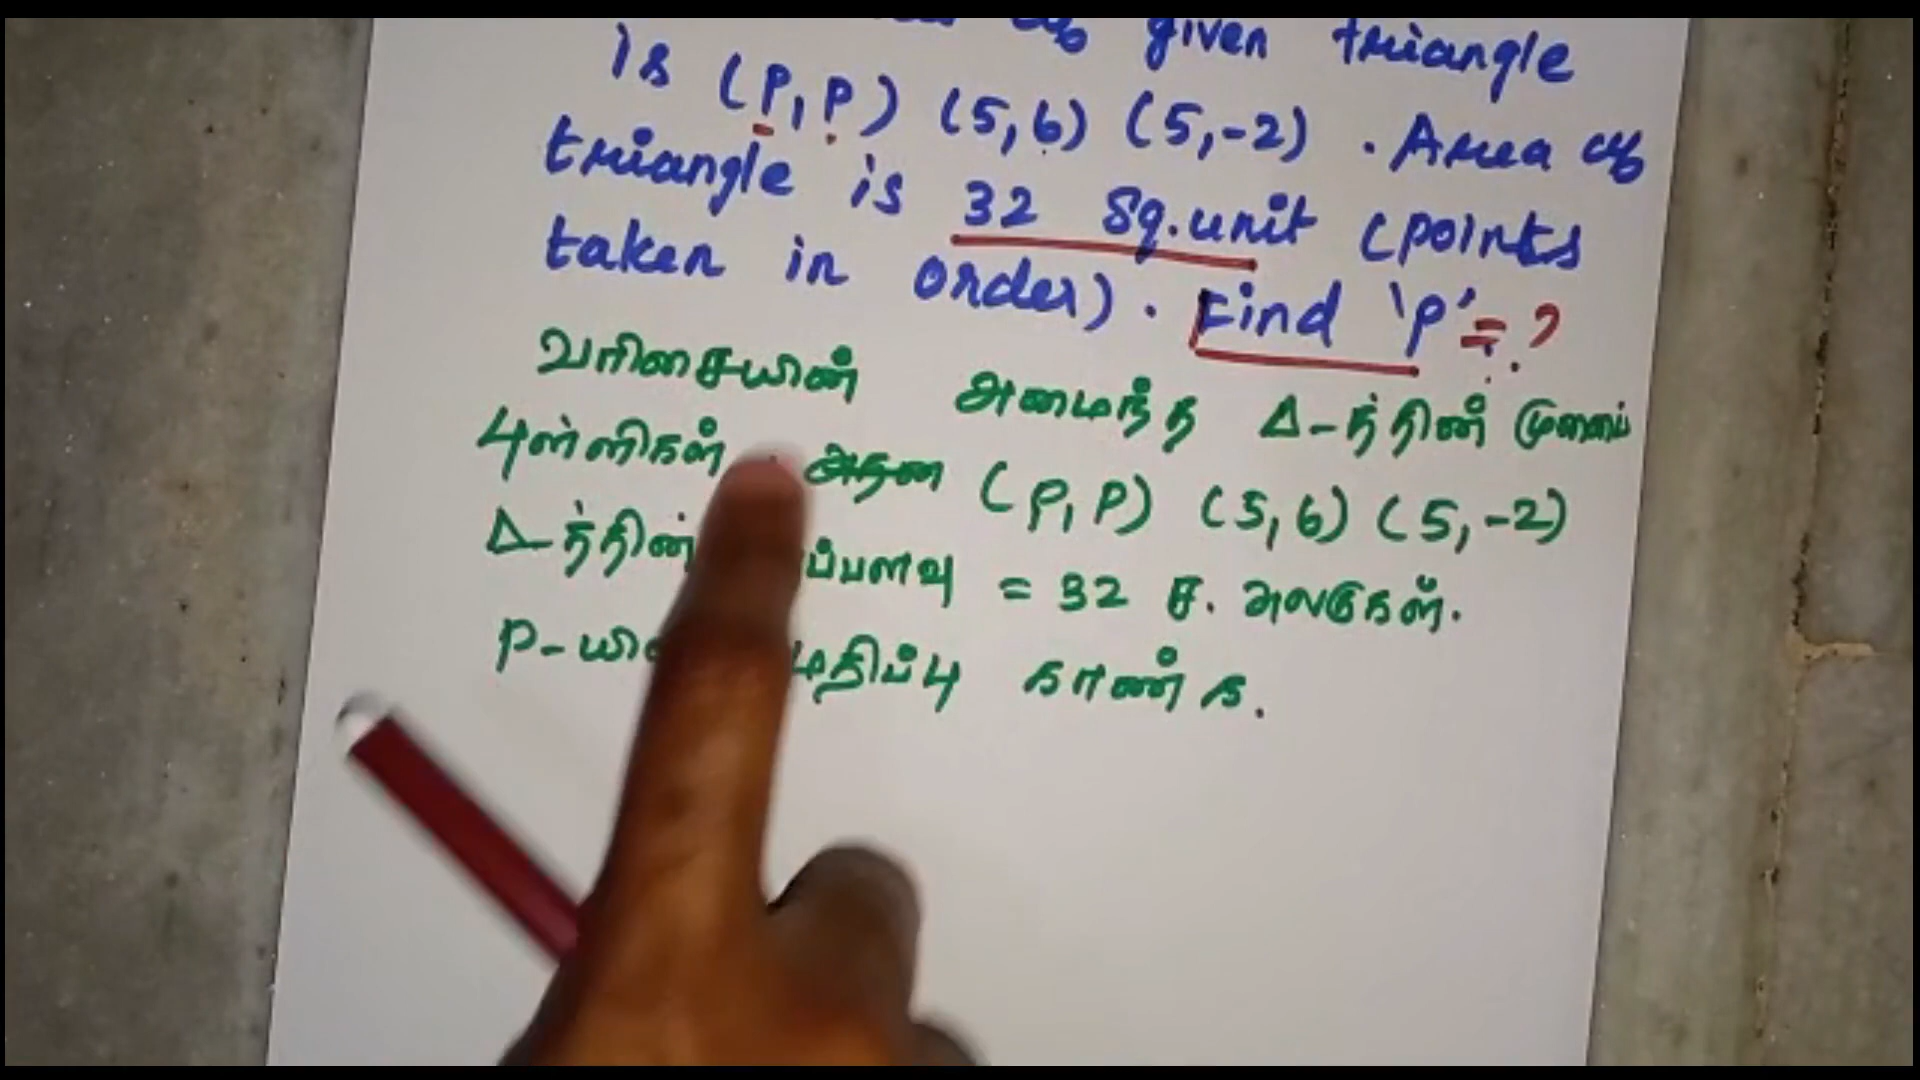 given triangle
is (P, P) (5, 6) (5, -2). Area of
triangle is 32 Sq.unit (points
taken in order). Find 'P' = ?
வரிசையின் அமைந்த Δ-த்தின் முனைப்
புள்ளிகள் (P, P) (5, 6) (5, -2)
Δ-த்தின் ப்பளவு = 32 ச. அலகுகள்.
P- மதிப்பு காண்க.